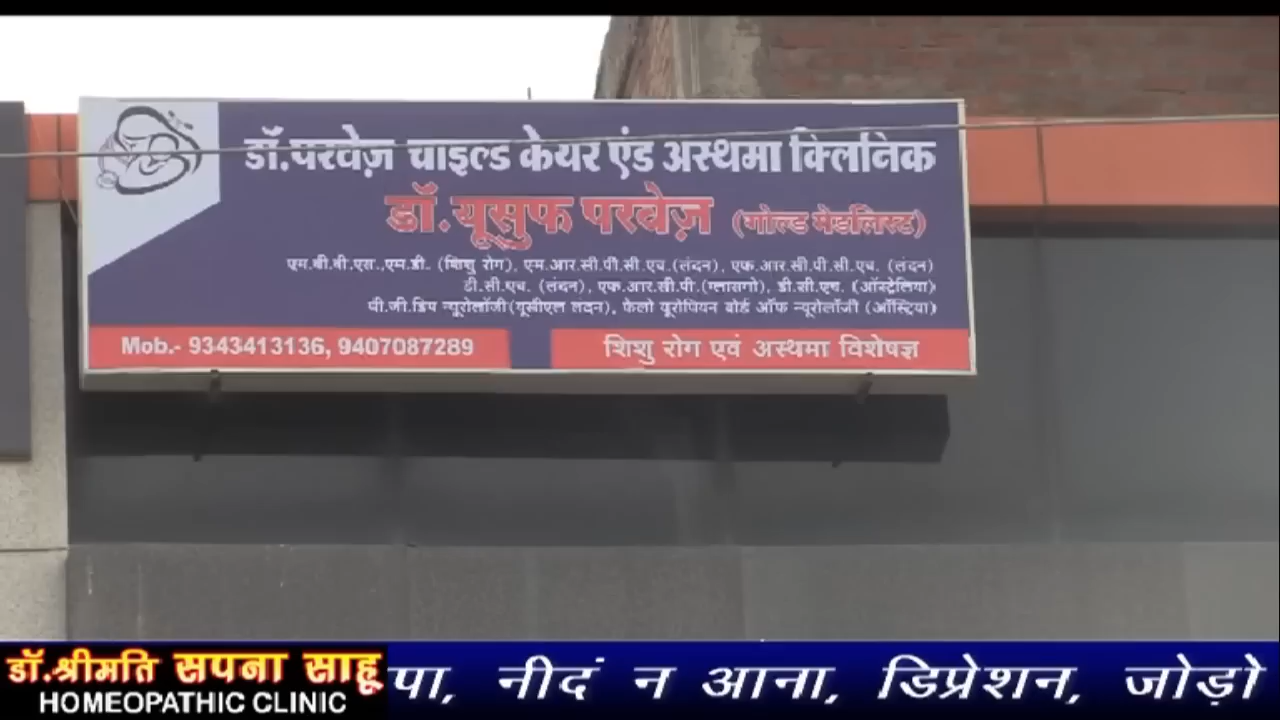 डॉ.परवेज़ चाइल्ड केयर एंड अस्थमा क्लिनिक
डॉ.यूसुफ परवेज़ (गोल्ड मेडलिस्ट)
एम.बी.बी.एस.,एम.डी. (शिशु रोग), एम.आर.सी.पी.सी.एच.(लंदन), एफ.आर.सी.पी.सी.एच. (लंदन)
टी.सी.एच. (लंदन), एफ.आर.सी.पी.(ग्लासगो), डी.सी.एच. (ऑस्ट्रेलिया)
पी.जी.डिप न्यूरोलॉजी(यूसीएल लंदन), फेलो यूरोपियन बोर्ड ऑफ न्यूरोलॉजी (ऑस्ट्रिया)
Mob.- 9343413136, 9407087289
शिशु रोग एवं अस्थमा विशेषज्ञ
डॉ.श्रीमति सपना साहू
HOMEOPATHIC CLINIC
पा, नीदं न आना, डिप्रेशन, जोड़ो